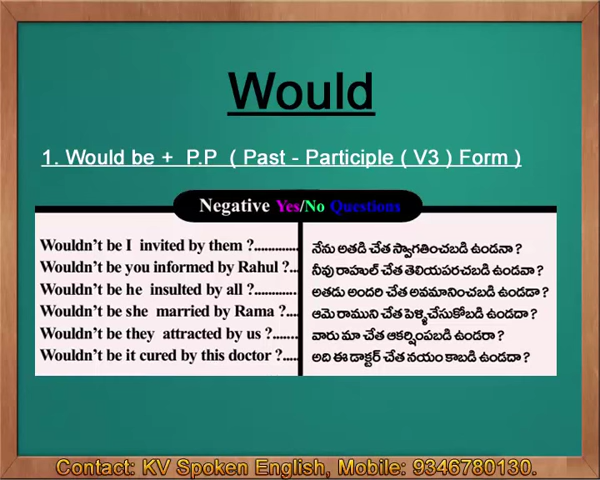 Would
1. Would be + P.P ( Past - Participle ( V3 ) Form )
Negative Yes/No Questions
Wouldn't be I invited by them ?............. నేను అతడి చేత స్వాగతించబడి ఉండనా ?
Wouldn't be you informed by Rahul ?... నీవు రాహుల్ చేత తెలియపరచబడి ఉండవా ?
Wouldn't be he insulted by all ?............ అతడు అందరి చేత అవమానించబడి ఉండడా ?
Wouldn't be she married by Rama ?.... ఆమె రాముని చేత పెళ్ళిచేసుకోబడి ఉండదా ?
Wouldn't be they attracted by us ?....... వారు మా చేత ఆకర్షింపబడి ఉండరా ?
Wouldn't be it cured by this doctor ?.... అది ఈ డాక్టర్ చేత నయం కాబడి ఉండదా ?
Contact: KV Spoken English, Mobile: 9346780130.